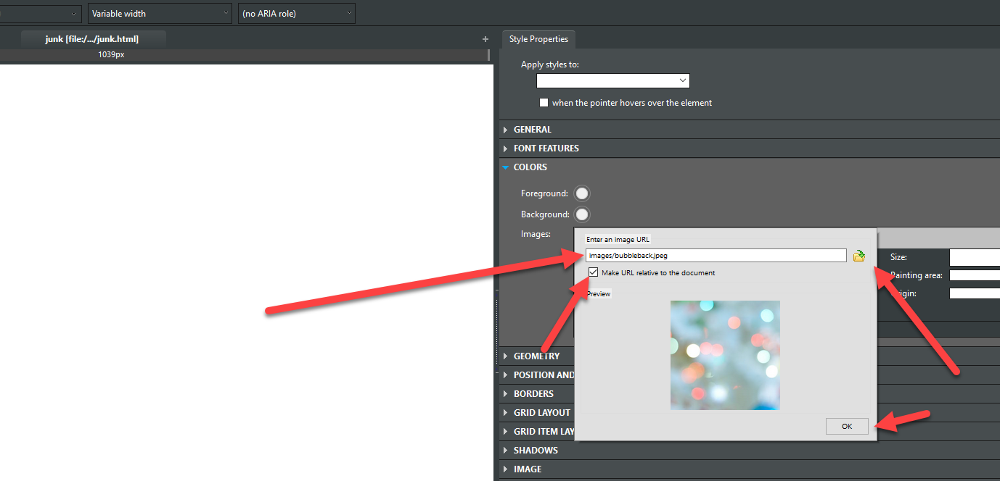 Variable width
(no ARIA role)
junk [file:/.../junk.html]
+
Style Properties
1039px
Apply styles to:
when the pointer hovers over the element
GENERAL
FONT FEATURES
COLORS
Foreground:
Background:
Images:
Enter an image URL
images/bubbleback.jpeg
Make URL relative to the document
Preview
OK
Size:
Painting area:
GEOMETRY
POSITION AND
BORDERS
GRID LAYOUT
GRID ITEM LAY
SHADOWS
IMAGE